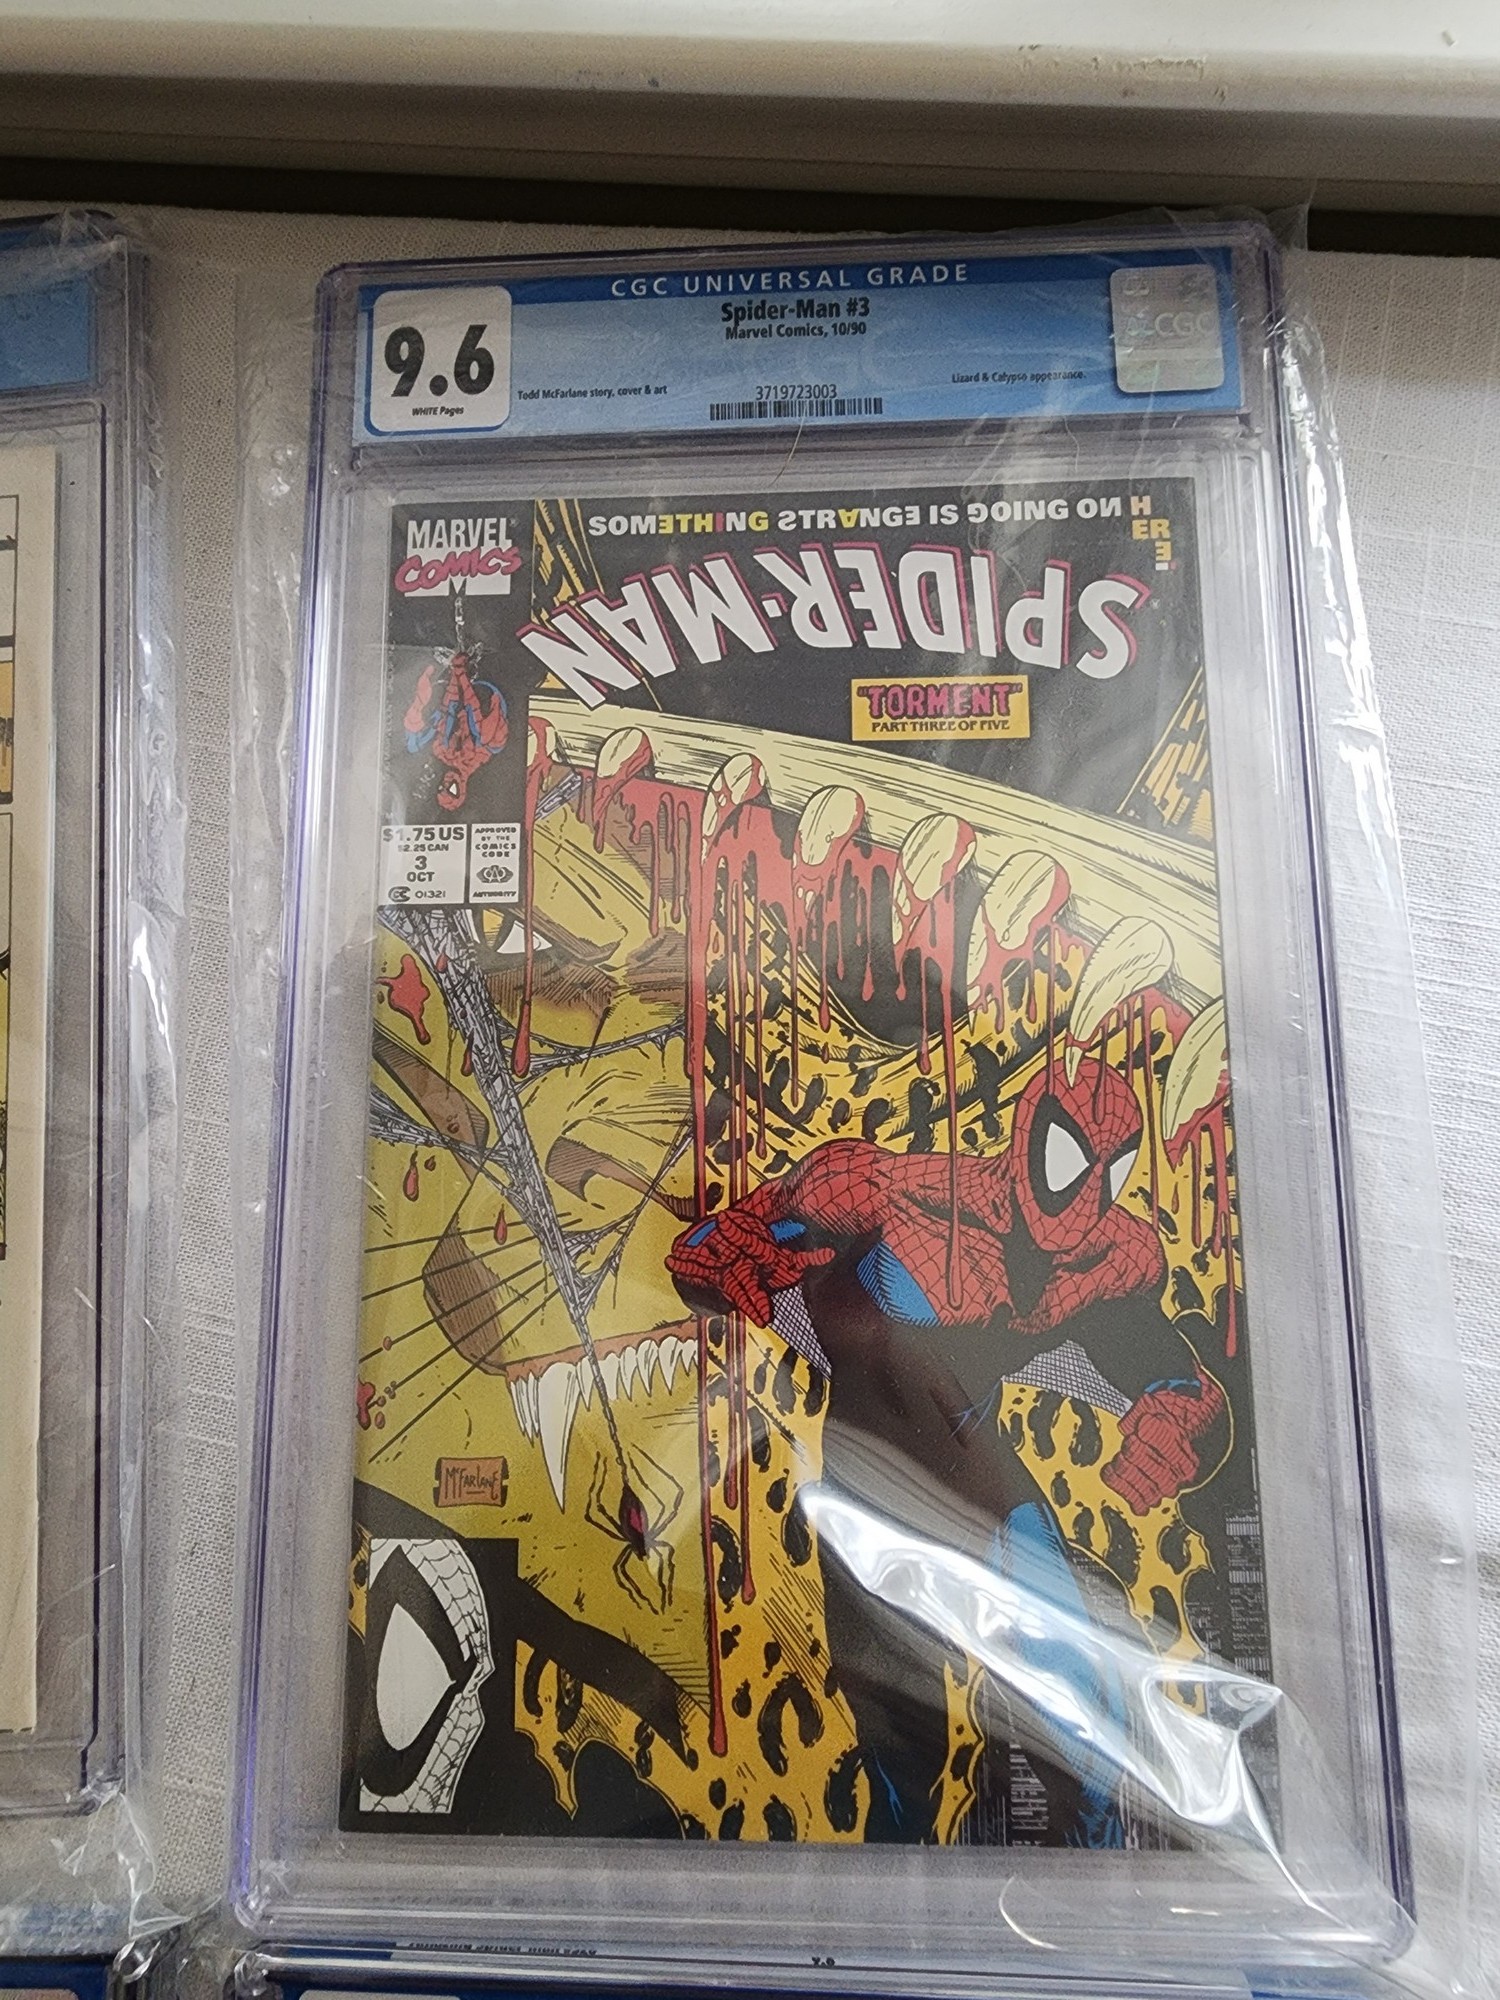 CGC UNIVERSAL GRADE
9.6
WHITE Pages
Spider-Man #3
Marvel Comics, 10/90
Todd McFarlane story, cover & art
3719723003
Lizard & Calypso appearance.
CGC
MARVEL
COMICS
SOMETHING STRANGE IS GOING ON HERE!
SPIDER-MAN
"TORMENT"
PART THREE OF FIVE
$1.75 US
$2.25 CAN
3
OCT
01321
APPROVED
BY THE
COMICS
CODE
AUTHORITY
McFARLANE